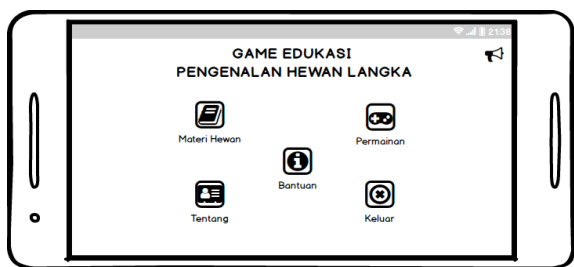 21:38
GAME EDUKASI
PENGENALAN HEWAN LANGKA
Materi Hewan
Permainan
Bantuan
Tentang
Keluar